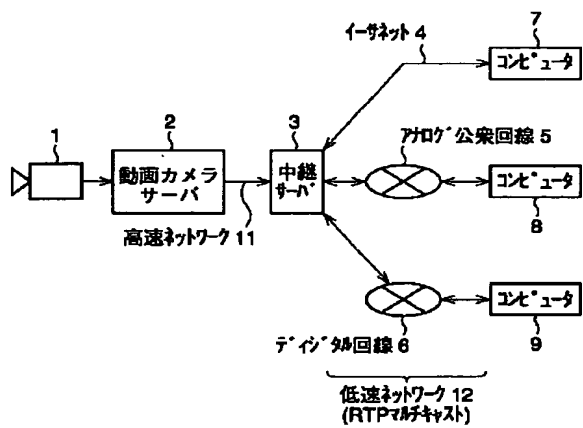 イーサネット 4
7
コンピュータ
1
2
動画カメラ
サーバ
3
中継
サーバ
アナログ公衆回線 5
コンピュータ
8
高速ネットワーク 11
コンピュータ
9
ディジタル回線 6
低速ネットワーク 12
(RTPマルチキャスト)